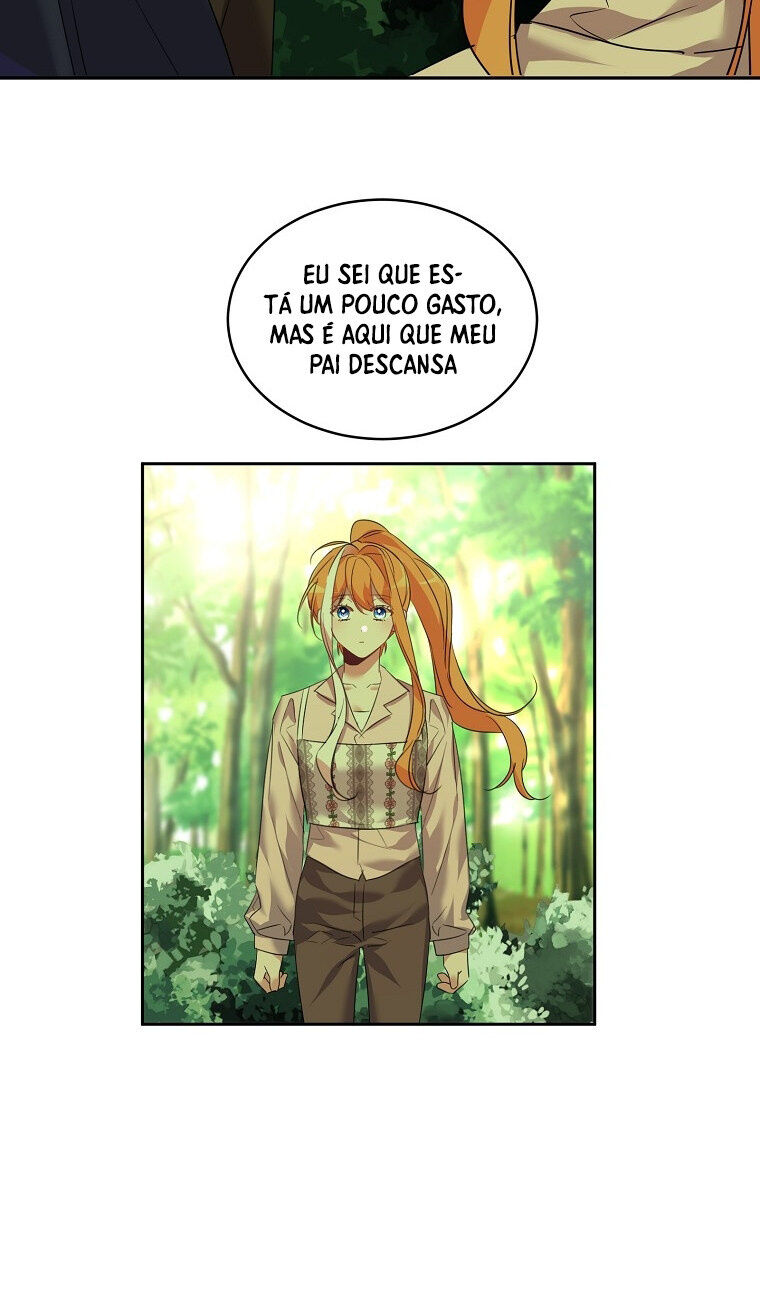 EU SEI QUE ES-
TÁ UM POUCO GASTO,
MAS É AQUI QUE MEU
PAI DESCANSA